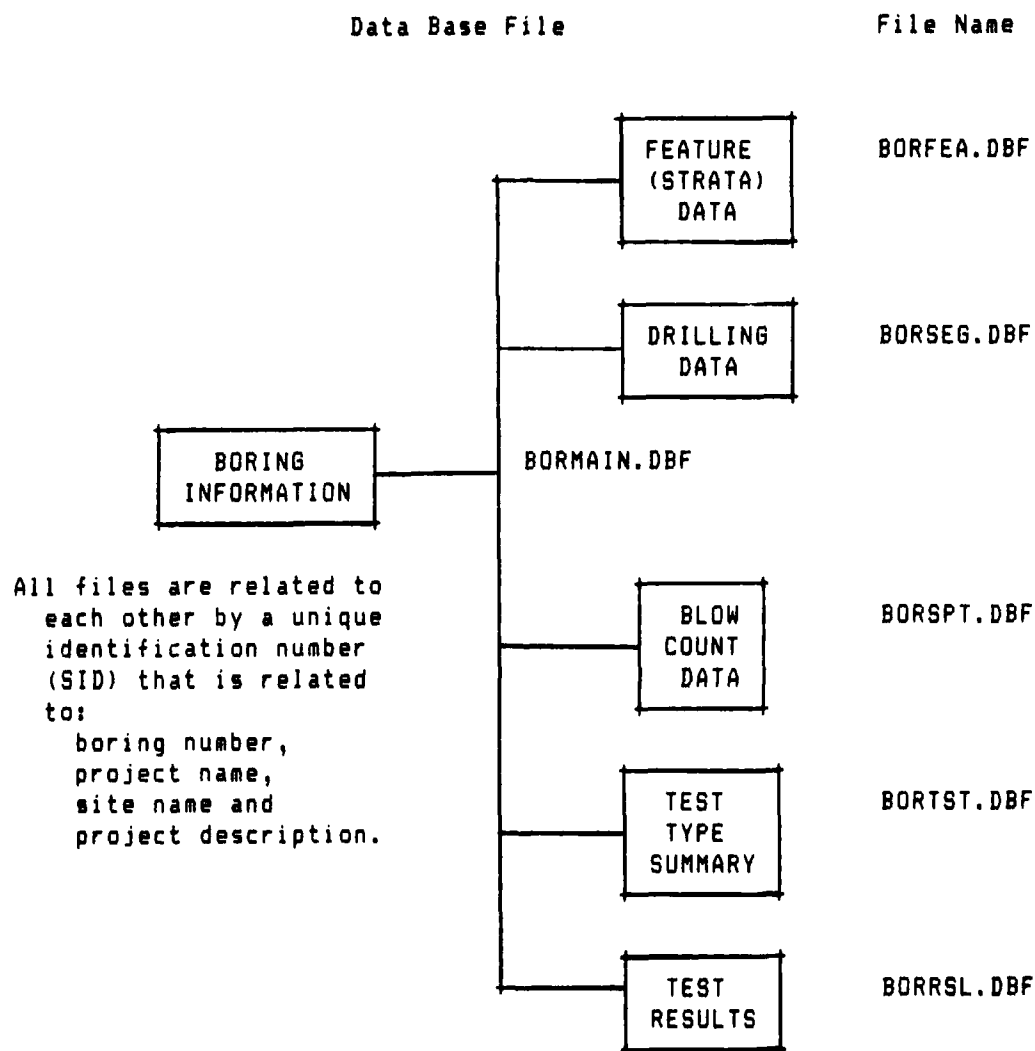 Data Base File File Name
FEATURE
(STRATA)
DATA
BORFEA.DBF
DRILLING
DATA
BORSEG.DBF
BORING
INFORMATION
BORMAIN.DBF
All files are related to
each other by a unique
identification number
(SID) that is related
to:
boring number,
project name,
site name and
project description.
BLOW
COUNT
DATA
BORSPT.DBF
TEST
TYPE
SUMMARY
BORTST.DBF
TEST
RESULTS
BORRSL.DBF